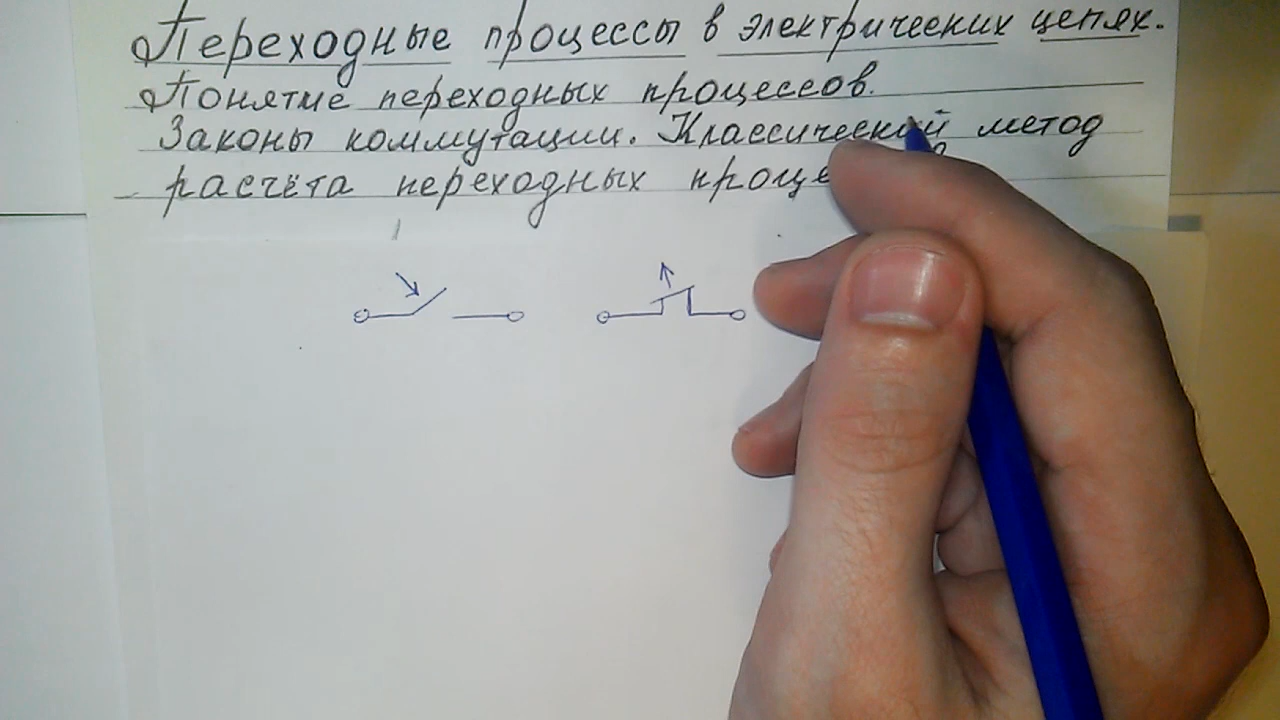 Переходные процессы в электрических цепях.
Понятие переходных процессов.
Законы коммутации. Классический метод
расчёта переходных